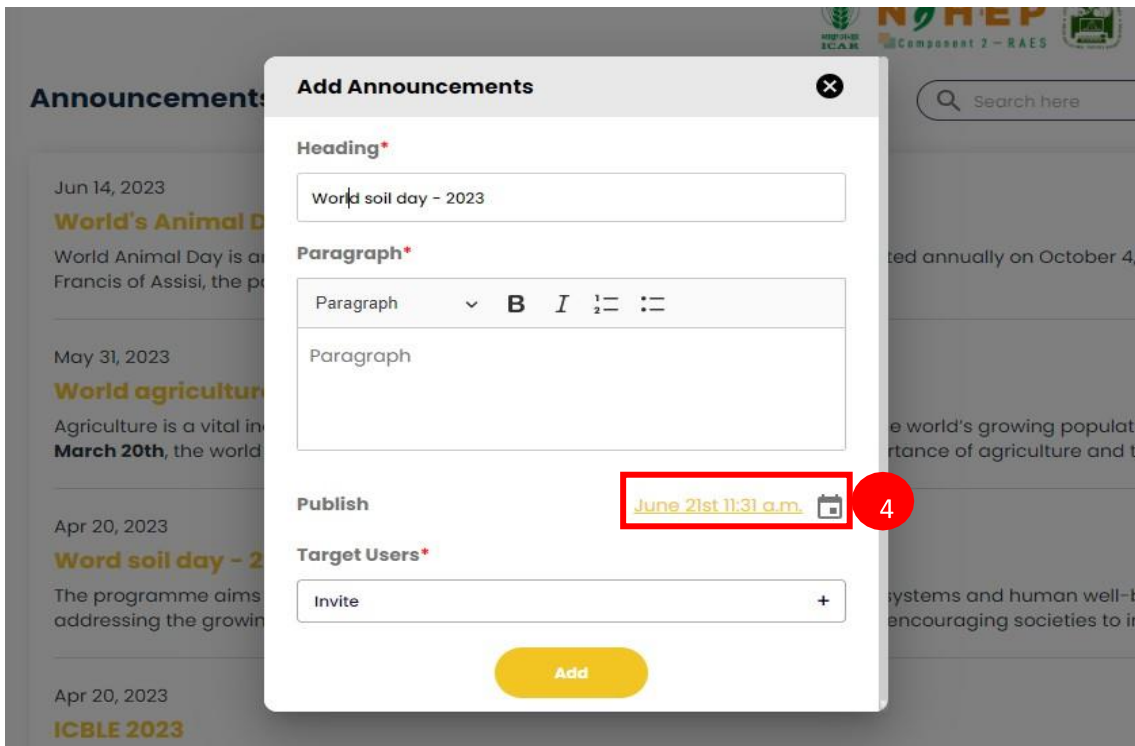 ICAR
NAHEP
Component 2 – RAES
Announcements
Search here
Add Announcements
Heading*
World soil day - 2023
Paragraph*
Paragraph B I
Paragraph
Publish June 21st 11:31 a.m. 4
Target Users*
Invite +
Add
Jun 14, 2023
World's Animal D
World Animal Day is a ted annually on October 4,
Francis of Assisi, the
May 31, 2023
World agricultur
Agriculture is a vital in e world's growing populat
March 20th, the world rtance of agriculture and t
Apr 20, 2023
Word soil day - 2
The programme aims systems and human well-b
addressing the growin encouraging societies to i
Apr 20, 2023
ICBLE 2023